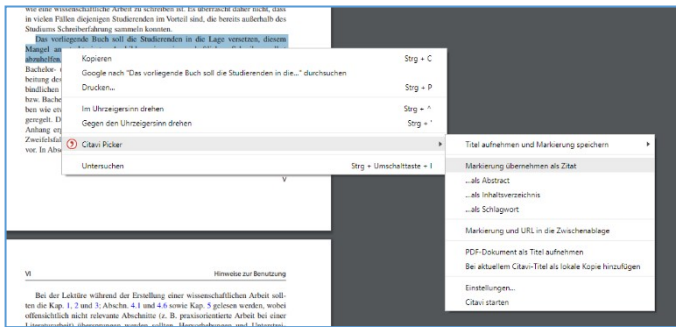 wie eine wissenschaftliche Arbeit zu schreiben ist. Es überrascht daher nicht, dass
in vielen Fällen diejenigen Studierenden im Vorteil sind, die bereits außerhalb des
Studiums Schreiberfahrung sammeln konnten.
Das vorliegende Buch soll die Studierenden in die Lage versetzen, diesem
Mangel
abzuhelfen.
Bachelor-
beitung des
bindlichen
bzw. Bache
ben wie
geregelt. D
Anhang
Zweifelsfal
vor. In Abs
Kopieren Strg + C
Google nach "Das vorliegende Buch soll die Studierenden in die..." durchsuchen
Drucken... Strg + P
Im Uhrzeigersinn drehen Strg + ^
Gegen den Uhrzeigersinn drehen Strg + '
Citavi Picker
Untersuchen Strg + Umschalttaste + I
Titel aufnehmen und Markierung speichern
Markierung übernehmen als Zitat
...als Abstract
...als Inhaltsverzeichnis
...als Schlagwort
Markierung und URL in die Zwischenablage
PDF-Dokument als Titel aufnehmen
Bei aktuellem Citavi-Titel als lokale Kopie hinzufügen
Einstellungen...
Citavi starten
V
VI Hinweise zur Benutzung
Bei der Lektüre während der Erstellung einer wissenschaftlichen Arbeit soll-
ten die Kap. 1, 2 und 3; Abschn. 4.1 und 4.6 sowie Kap. 5 gelesen werden, wobei
offensichtlich nicht relevante Abschnitte (z. B. praxisorientierte Arbeit bei einer